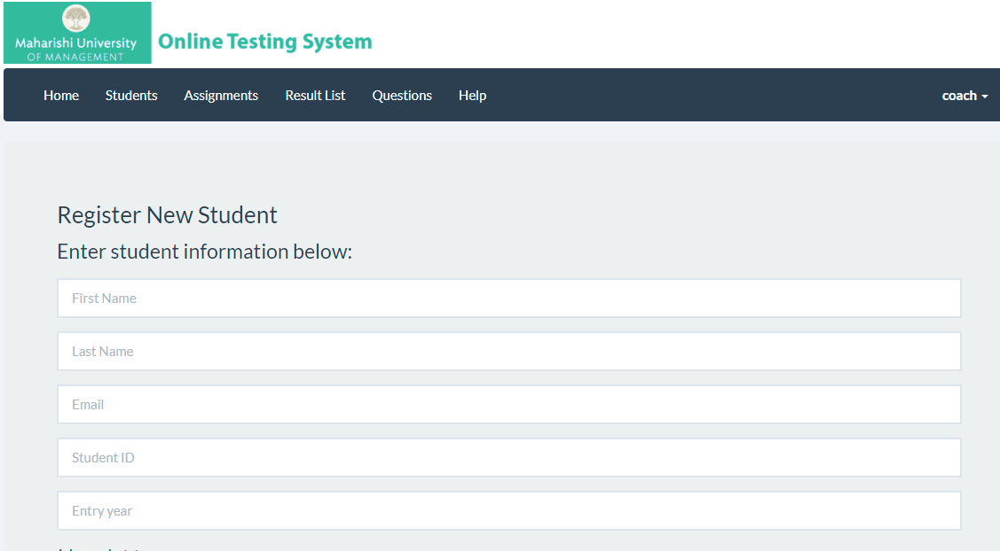 Maharishi University
OF MANAGEMENT
Online Testing System
Home Students Assignments Result List Questions Help coach
Register New Student
Enter student information below:
First Name
Last Name
Email
Student ID
Entry year